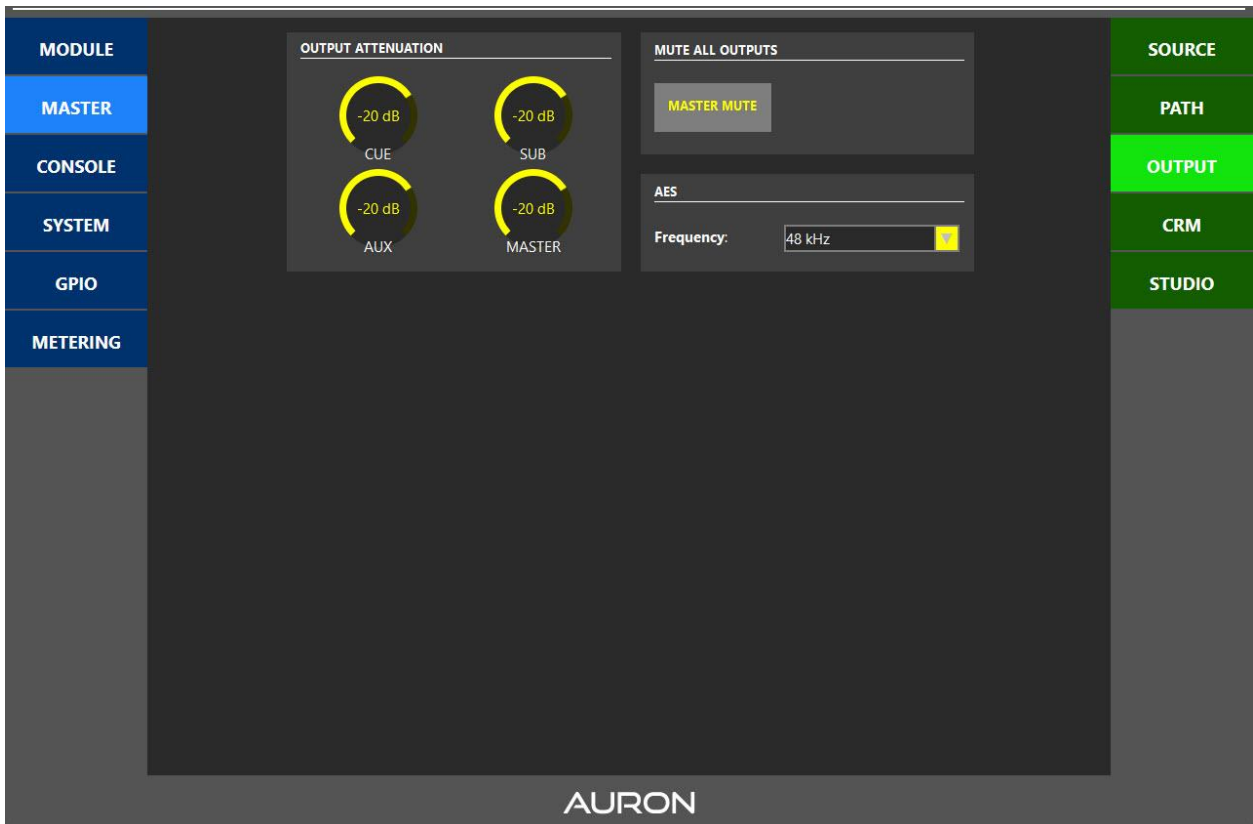 MODULE
MASTER
CONSOLE
SYSTEM
GPIO
METERING
OUTPUT ATTENUATION
-20 dB
CUE
-20 dB
SUB
-20 dB
AUX
-20 dB
MASTER
MUTE ALL OUTPUTS
MASTER MUTE
AES
Frequency: 48 kHz
SOURCE
PATH
OUTPUT
CRM
STUDIO
AURON